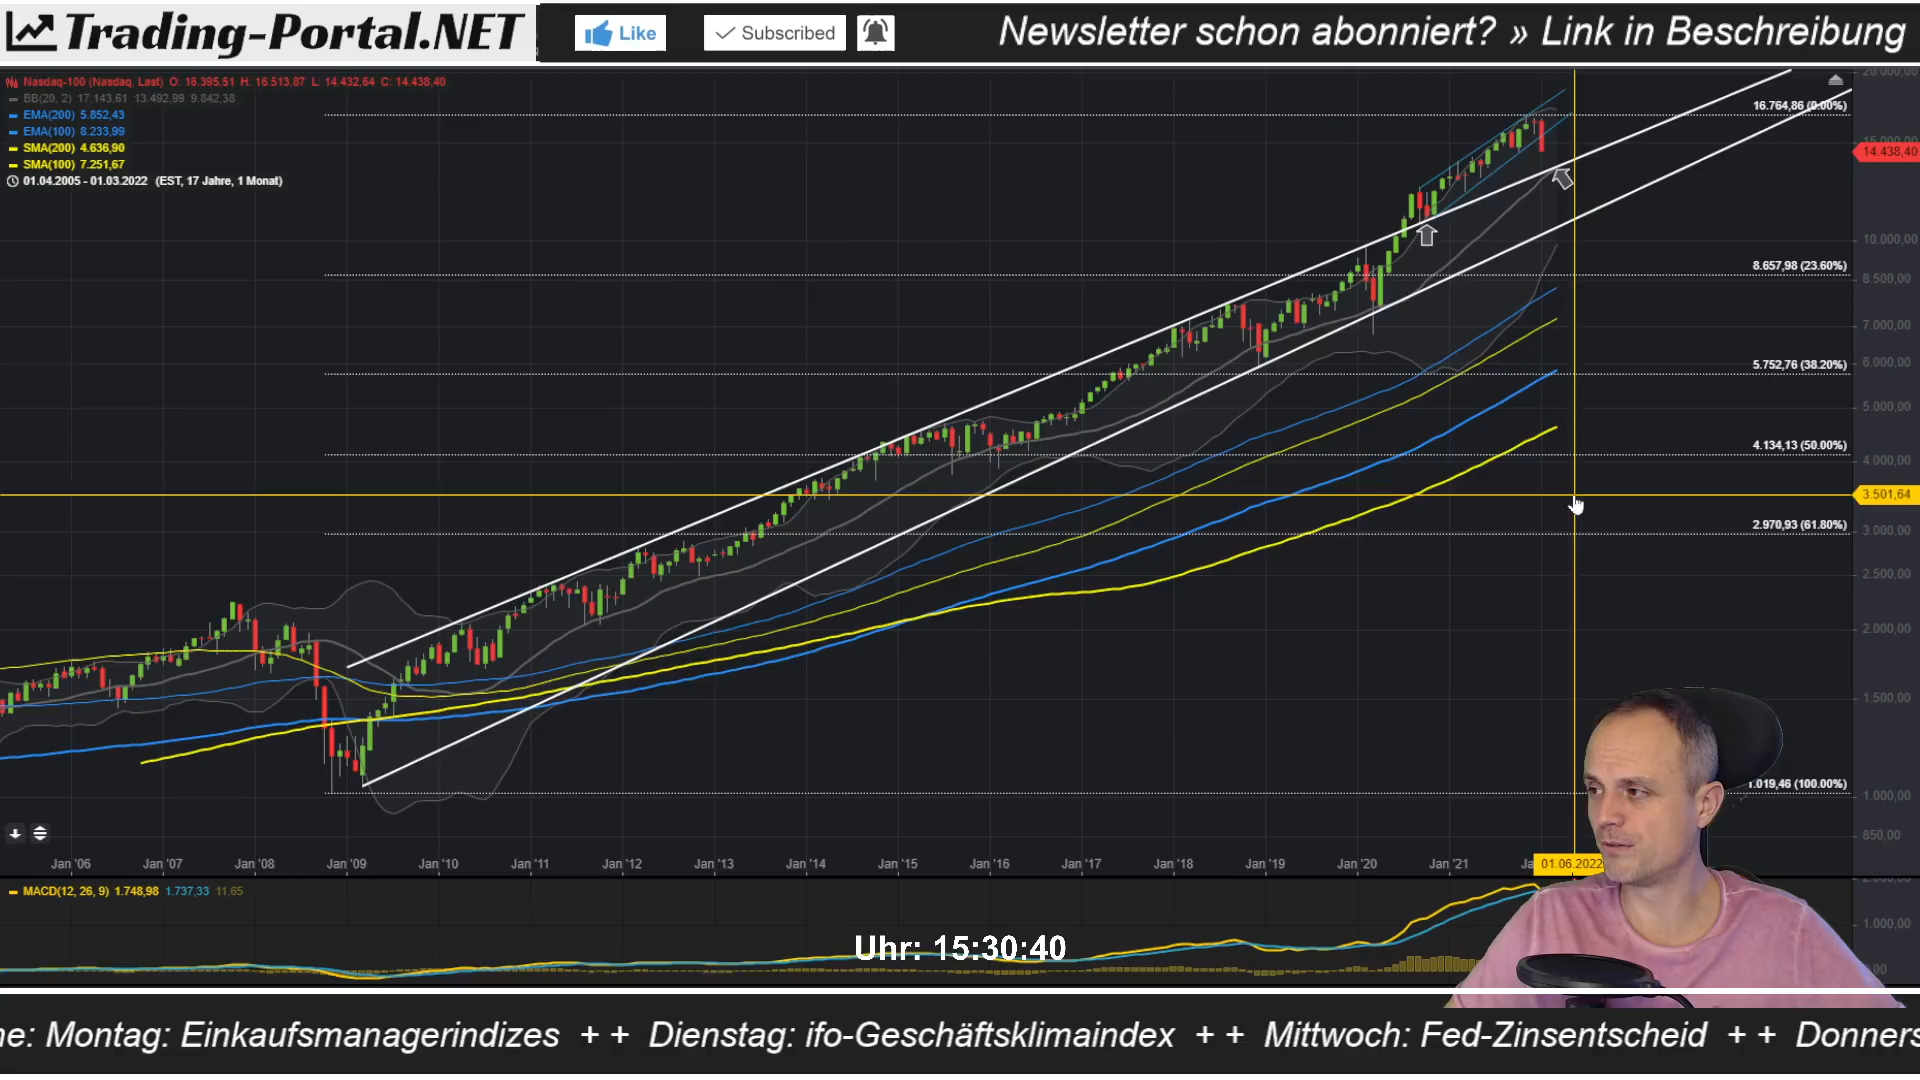 Trading-Portal.NET
Like
Subscribed
Newsletter schon abonniert? » Link in Beschreibung
Nasdaq-100 (Nasdaq, Last) O: 16.395,51 H: 16.513,87 L: 14.432,64 C: 14.438,40
BB(20, 2) 17.143,61 13.492,99 9.842,38
EMA(200) 5.852,43
EMA(100) 8.233,99
SMA(200) 4.636,90
SMA(100) 7.251,67
01.04.2005 - 01.03.2022 (EST, 17 Jahre, 1 Monat)
20.000,00
16.764,86 (0.00%)
15.000,00
14.438,40
10.000,00
8.657,98 (23.60%)
8.500,00
7.000,00
6.000,00
5.752,76 (38.20%)
5.000,00
4.134,13 (50.00%)
4.000,00
3.501,64
3.000,00
2.970,93 (61.80%)
2.500,00
2.000,00
1.500,00
1.019,46 (100.00%)
1.000,00
850,00
Jan '06 Jan '07 Jan '08 Jan '09 Jan '10 Jan '11 Jan '12 Jan '13 Jan '14 Jan '15 Jan '16 Jan '17 Jan '18 Jan '19 Jan '20 Jan '21 01.06.2022
MACD(12, 26, 9) 1.748,98 1.737,33 11,65
1.000,00
Uhr: 15:30:40
ne: Montag: Einkaufsmanagerindizes + + Dienstag: ifo-Geschäftsklimaindex + + Mittwoch: Fed-Zinsentscheid + + Donners